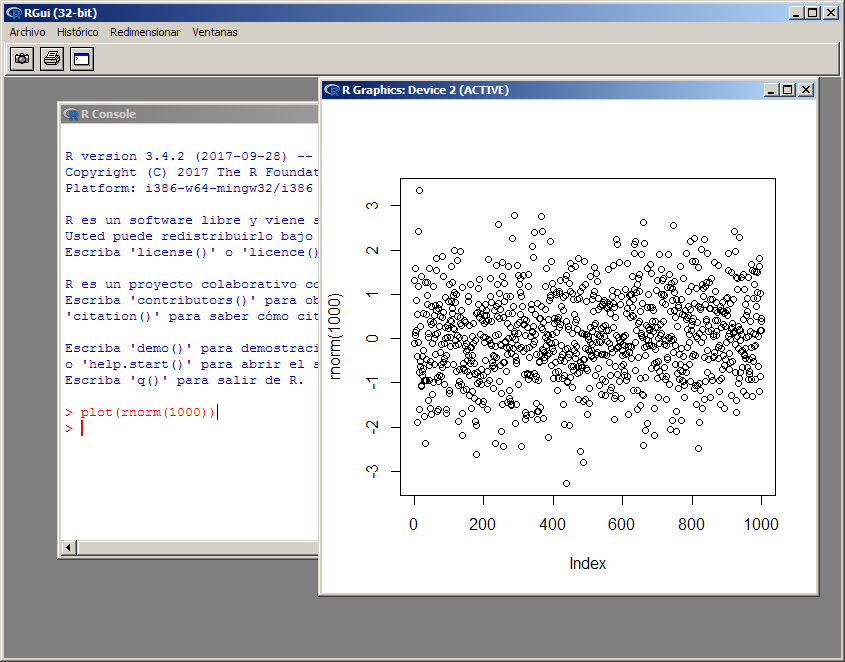 RGui (32-bit)
Archivo Histórico Redimensionar Ventanas
R Console
R version 3.4.2 (2017-09-28) --
Copyright (C) 2017 The R Foundat
Platform: i386-w64-mingw32/i386
R es un software libre y viene s
Usted puede redistribuirlo bajo
Escriba 'license()' o 'licence()
R es un proyecto colaborativo co
Escriba 'contributors()' para ob
'citation()' para saber cómo cit
Escriba 'demo()' para demostraci
o 'help.start()' para abrir el s
Escriba 'q()' para salir de R.
> plot(rnorm(1000))
>
R Graphics: Device 2 (ACTIVE)
rnorm(1000)
3
2
1
0
-1
-2
-3
0 200 400 600 800 1000
Index